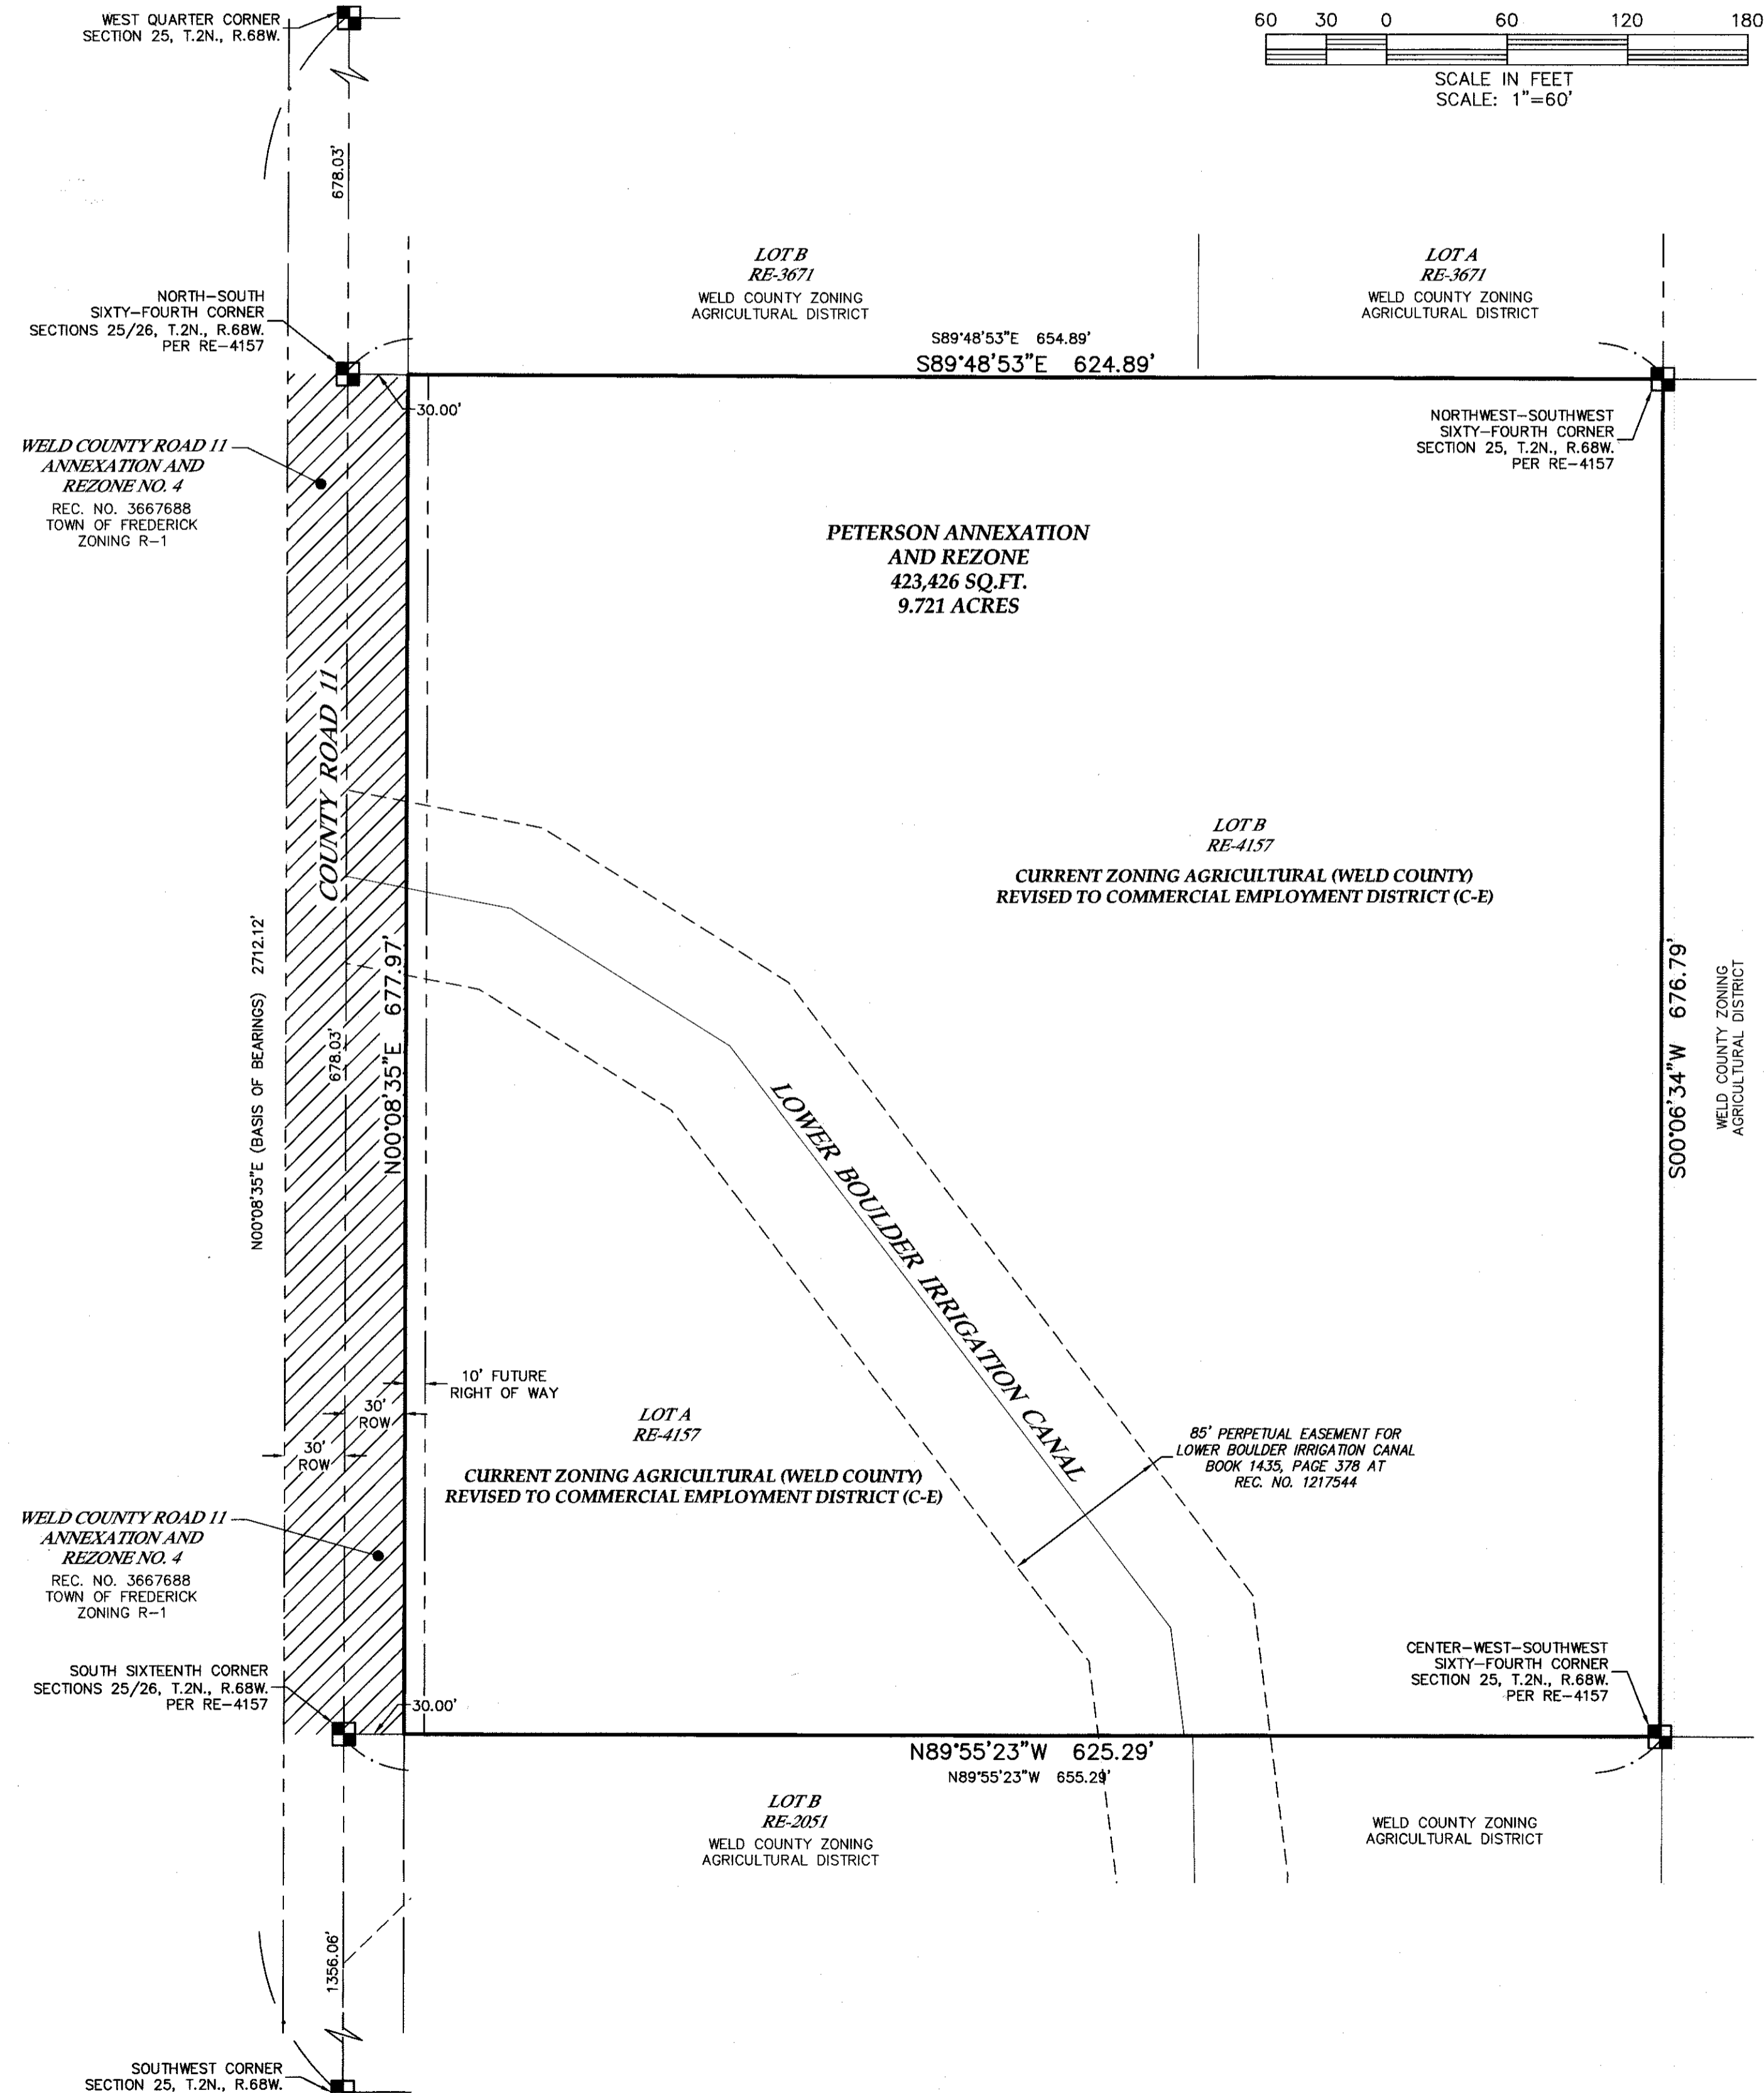 WEST QUARTER CORNER
SECTION 25, T.2N., R.68W.
60 30 0 60 120 180
SCALE IN FEET
SCALE: 1"=60'
678.03'
LOT B
RE-3671
WELD COUNTY ZONING
AGRICULTURAL DISTRICT
LOT A
RE-3671
WELD COUNTY ZONING
AGRICULTURAL DISTRICT
NORTH-SOUTH
SIXTY-FOURTH CORNER
SECTIONS 25/26, T.2N., R.68W.
PER RE-4157
S89°48'53"E 654.89'
S89°48'53"E 624.89'
30.00'
NORTHWEST-SOUTHWEST
SIXTY-FOURTH CORNER
SECTION 25, T.2N., R.68W.
PER RE-4157
WELD COUNTY ROAD 11
ANNEXATION AND
REZONE NO. 4
REC. NO. 3667688
TOWN OF FREDERICK
ZONING R-1
PETERSON ANNEXATION
AND REZONE
423,426 SQ.FT.
9.721 ACRES
COUNTY ROAD 11
LOT B
RE-4157
CURRENT ZONING AGRICULTURAL (WELD COUNTY)
REVISED TO COMMERCIAL EMPLOYMENT DISTRICT (C-E)
N00°08'35"E (BASIS OF BEARINGS) 2712.12'
678.03'
N00°08'35"E 677.97'
S00°06'34"W 676.79'
WELD COUNTY ZONING
AGRICULTURAL DISTRICT
LOWER BOULDER IRRIGATION CANAL
10' FUTURE
RIGHT OF WAY
30'
ROW
30'
ROW
LOT A
RE-4157
CURRENT ZONING AGRICULTURAL (WELD COUNTY)
REVISED TO COMMERCIAL EMPLOYMENT DISTRICT (C-E)
85' PERPETUAL EASEMENT FOR
LOWER BOULDER IRRIGATION CANAL
BOOK 1435, PAGE 378 AT
REC. NO. 1217544
WELD COUNTY ROAD 11
ANNEXATION AND
REZONE NO. 4
REC. NO. 3667688
TOWN OF FREDERICK
ZONING R-1
SOUTH SIXTEENTH CORNER
SECTIONS 25/26, T.2N., R.68W.
PER RE-4157
30.00'
CENTER-WEST-SOUTHWEST
SIXTY-FOURTH CORNER
SECTION 25, T.2N., R.68W.
PER RE-4157
N89°55'23"W 625.29'
N89°55'23"W 655.29'
LOT B
RE-2051
WELD COUNTY ZONING
AGRICULTURAL DISTRICT
WELD COUNTY ZONING
AGRICULTURAL DISTRICT
1356.06'
SOUTHWEST CORNER
SECTION 25, T.2N., R.68W.